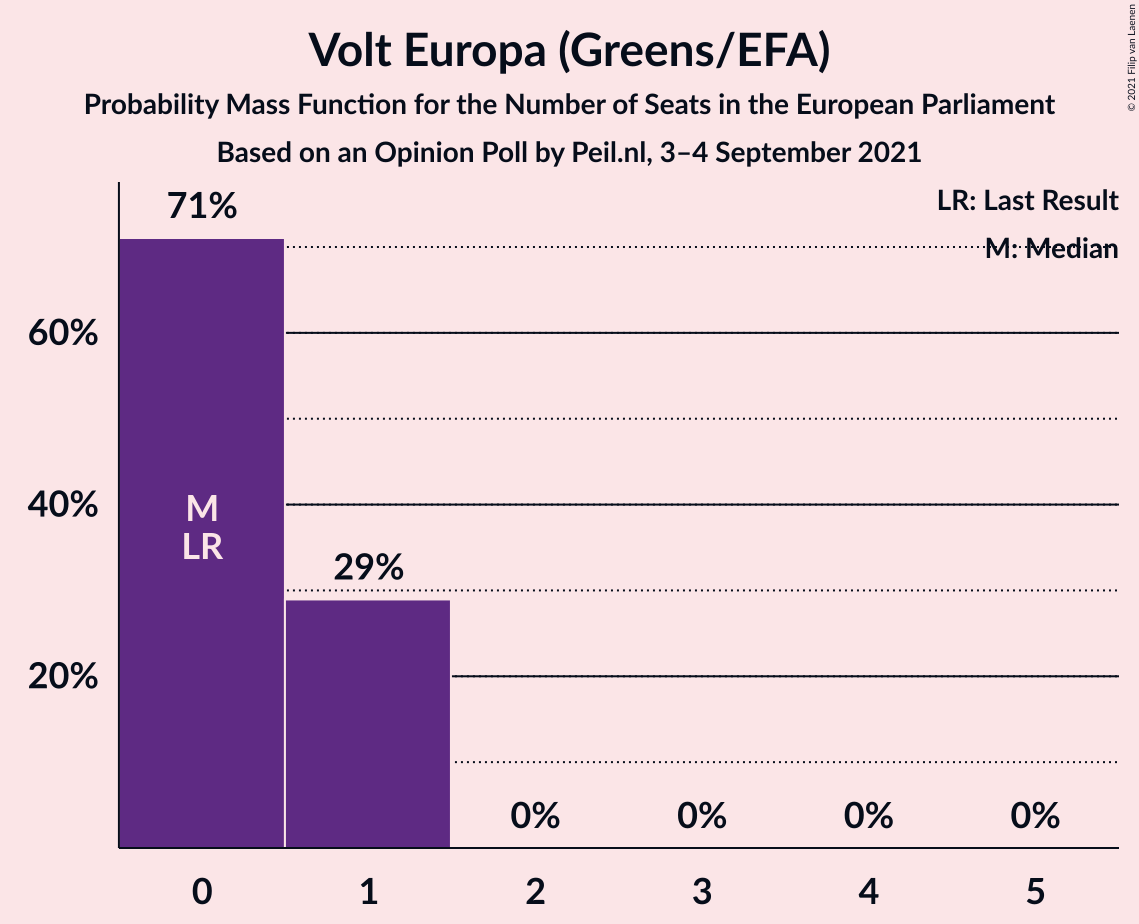 Volt Europa (Greens/EFA)
Probability Mass Function for the Number of Seats in the European Parliament
Based on an Opinion Poll by Peil.nl, 3–4 September 2021
© 2021 Filip van Laenen
LR: Last Result
M: Median
71%
60%
40%
20%
M
LR
29%
0% 0% 0% 0%
0 1 2 3 4 5